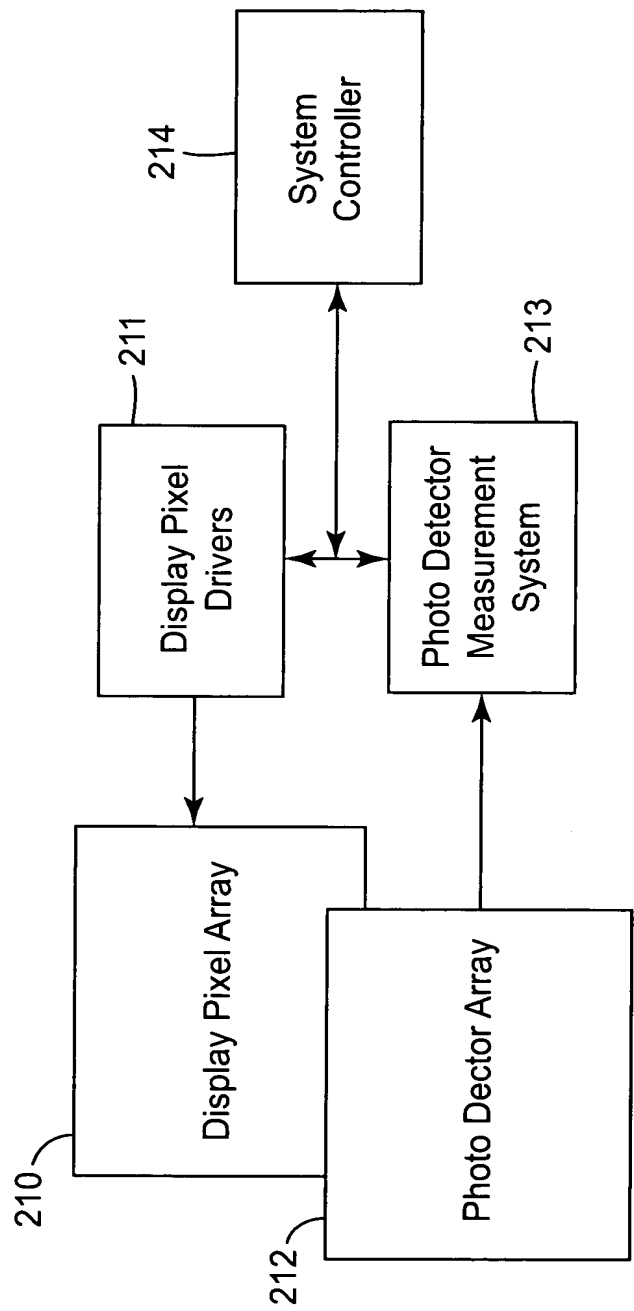 210
Display Pixel Array
212
Photo Dector Array
211
Display Pixel
Drivers
213
Photo Detector
Measurement
System
214
System
Controller